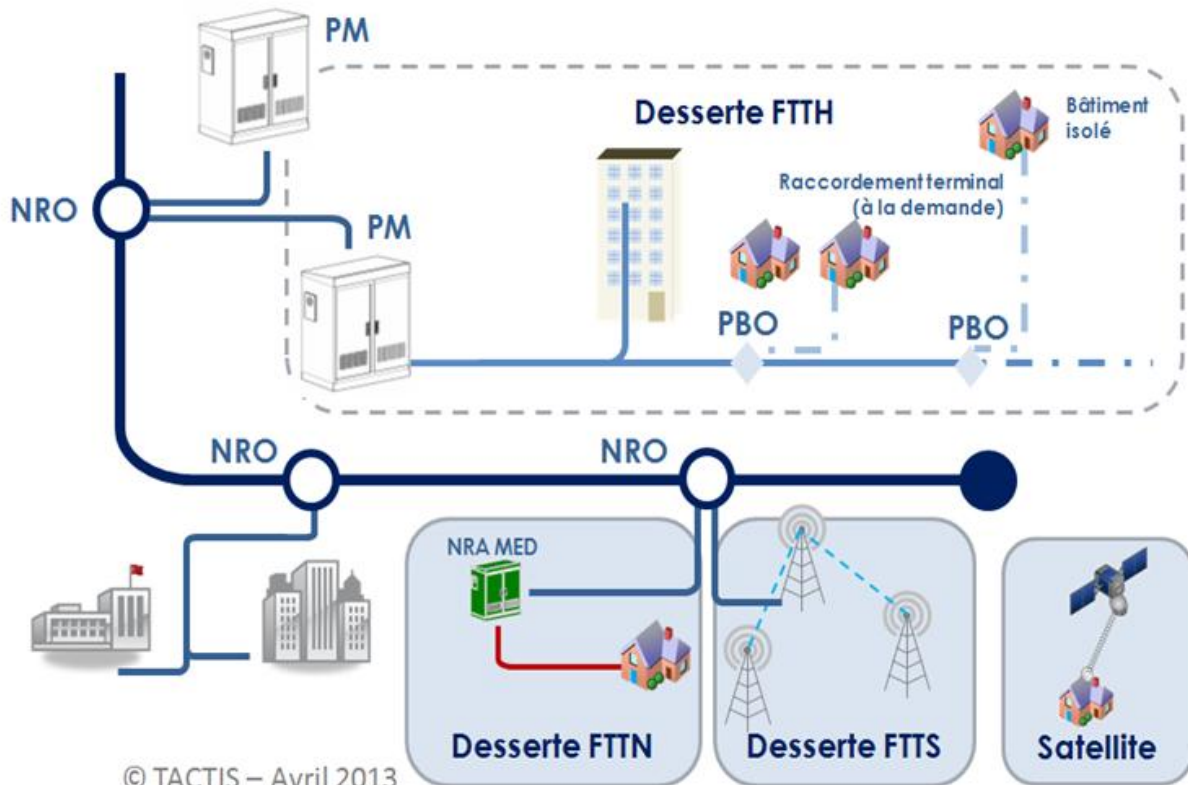 PM
Desserte FTTH
Bâtiment
isolé
Raccordement terminal
(à la demande)
NRO
PM
PBO
PBO
NRO
NRO
NRA MED
Desserte FTTN
Desserte FTTS
Satellite
© TACTIS – Avril 2013